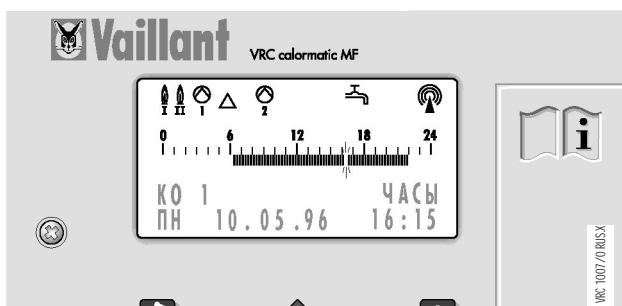 Vaillant
VRC calormatic MF
I II 1 2
0 6 12 18 24
КО 1 ЧАСЫ
ПН 10.05.96 16:15
i
VRC 1007/0 RUS.X